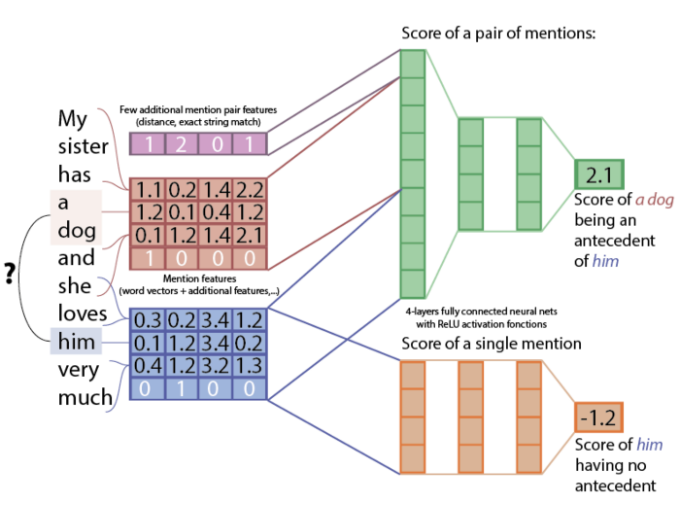 Score of a pair of mentions:
Few additional mention pair features
(distance, exact string match)
1 2 0 1
My
sister
has
a
dog
and
she
loves
him
very
much
?
1.1 0.2 1.4 2.2
1.2 0.1 0.4 1.2
0.1 1.2 1.4 2.1
1 0 0 0
Mention features
(word vectors + additional features,...)
0.3 0.2 3.4 1.2
0.1 1.2 3.4 0.2
0.4 1.2 3.2 1.3
0 1 0 0
2.1
Score of a dog
being an
antecedent
of him
4-layers fully connected neural nets
with ReLU activation fonctions
Score of a single mention
-1.2
Score of him
having no
antecedent